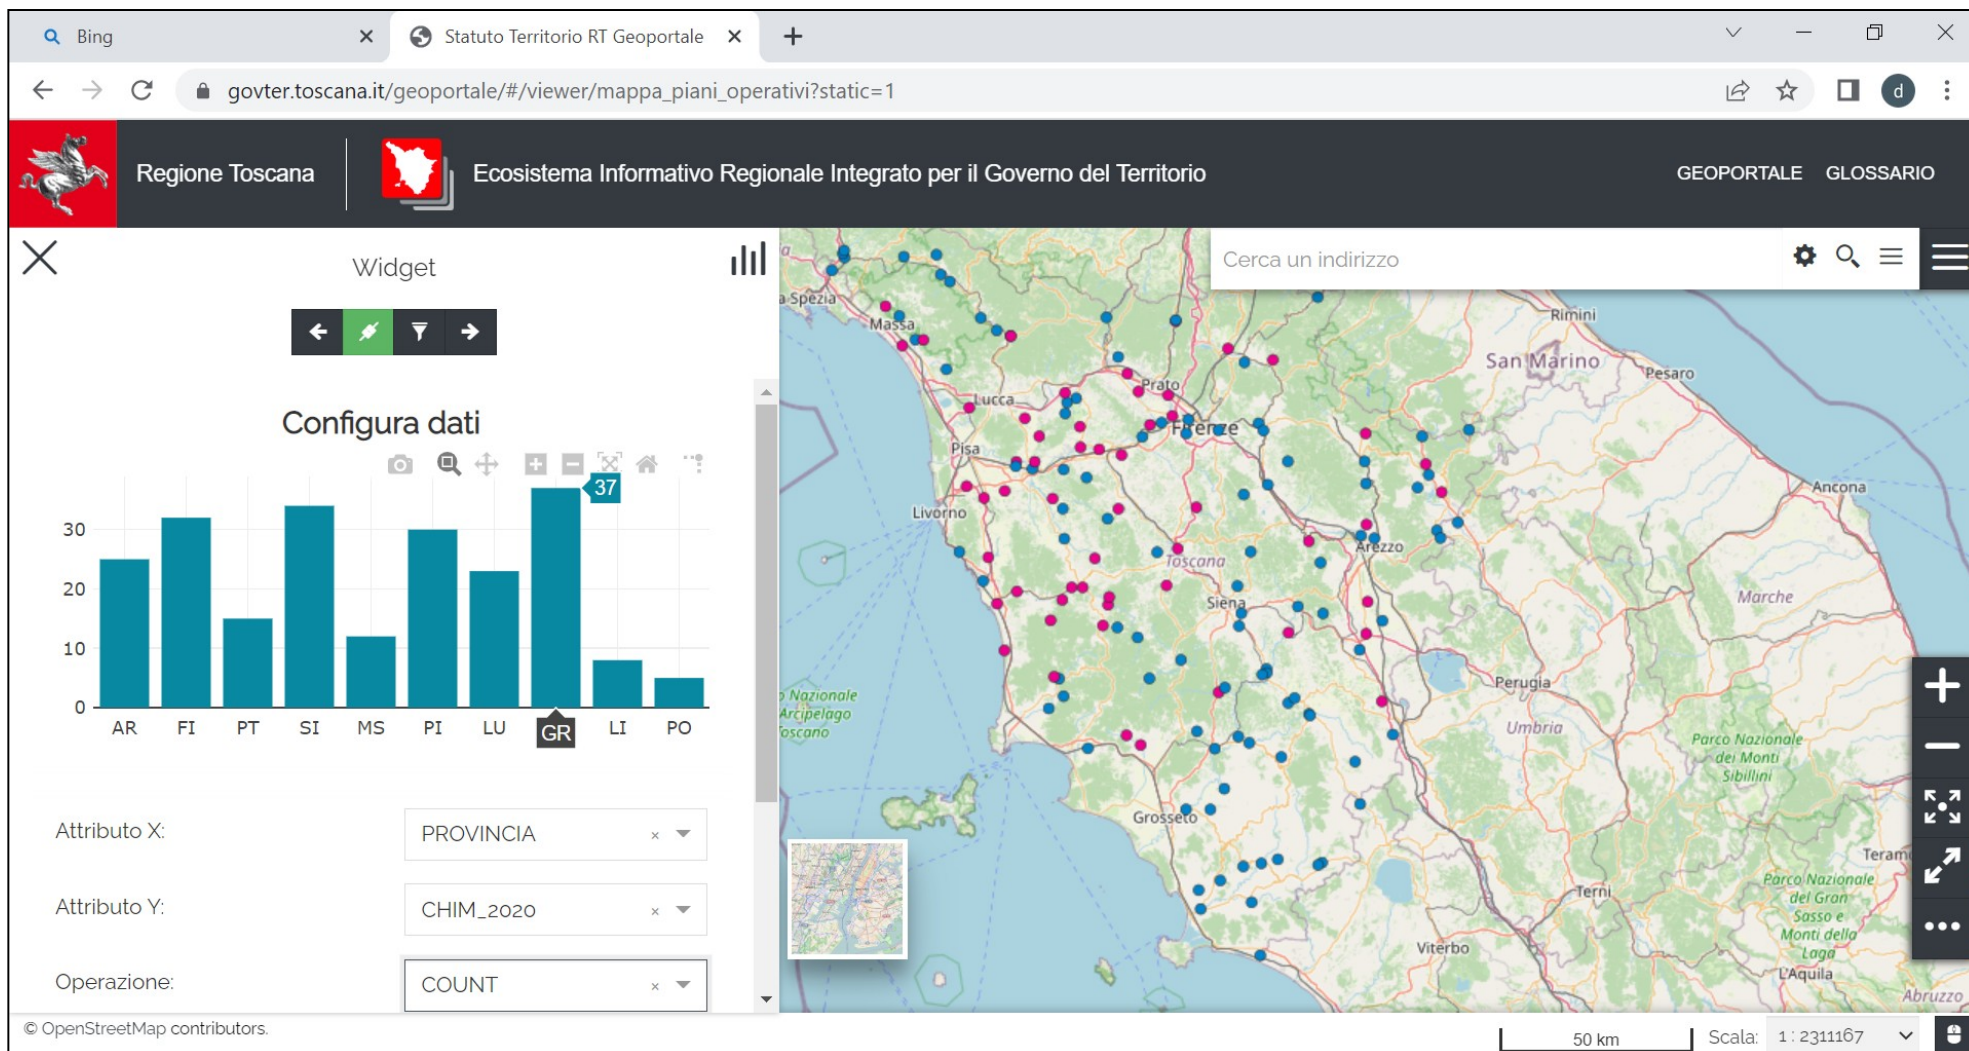 Bing
Statuto Territorio RT Geoportale
govter.toscana.it/geoportale/#/viewer/mappa_piani_operativi?static=1
d
Regione Toscana
Ecosistema Informativo Regionale Integrato per il Governo del Territorio
GEOPORTALE GLOSSARIO
Widget
Cerca un indirizzo
Configura dati
37
30
20
10
0
AR FI PT SI MS PI LU GR LI PO
Attributo X:
PROVINCIA
Attributo Y:
CHIM_2020
Operazione:
COUNT
a Spezia
Massa
Rimini
San Marino
Pesaro
Prato
Lucca
Firenze
Pisa
Ancona
Livorno
Arezzo
Toscana
Siena
Marche
Perugia
o Nazionale
Arcipelago
Toscano
Umbria
Parco Nazionale
dei Monti
Sibillini
Grosseto
Teramo
Terni
Parco Nazionale
del Gran
Sasso e
Monti della
Laga
Viterbo
L'Aquila
Abruzzo
© OpenStreetMap contributors.
50 km
Scala: 1 : 2311167